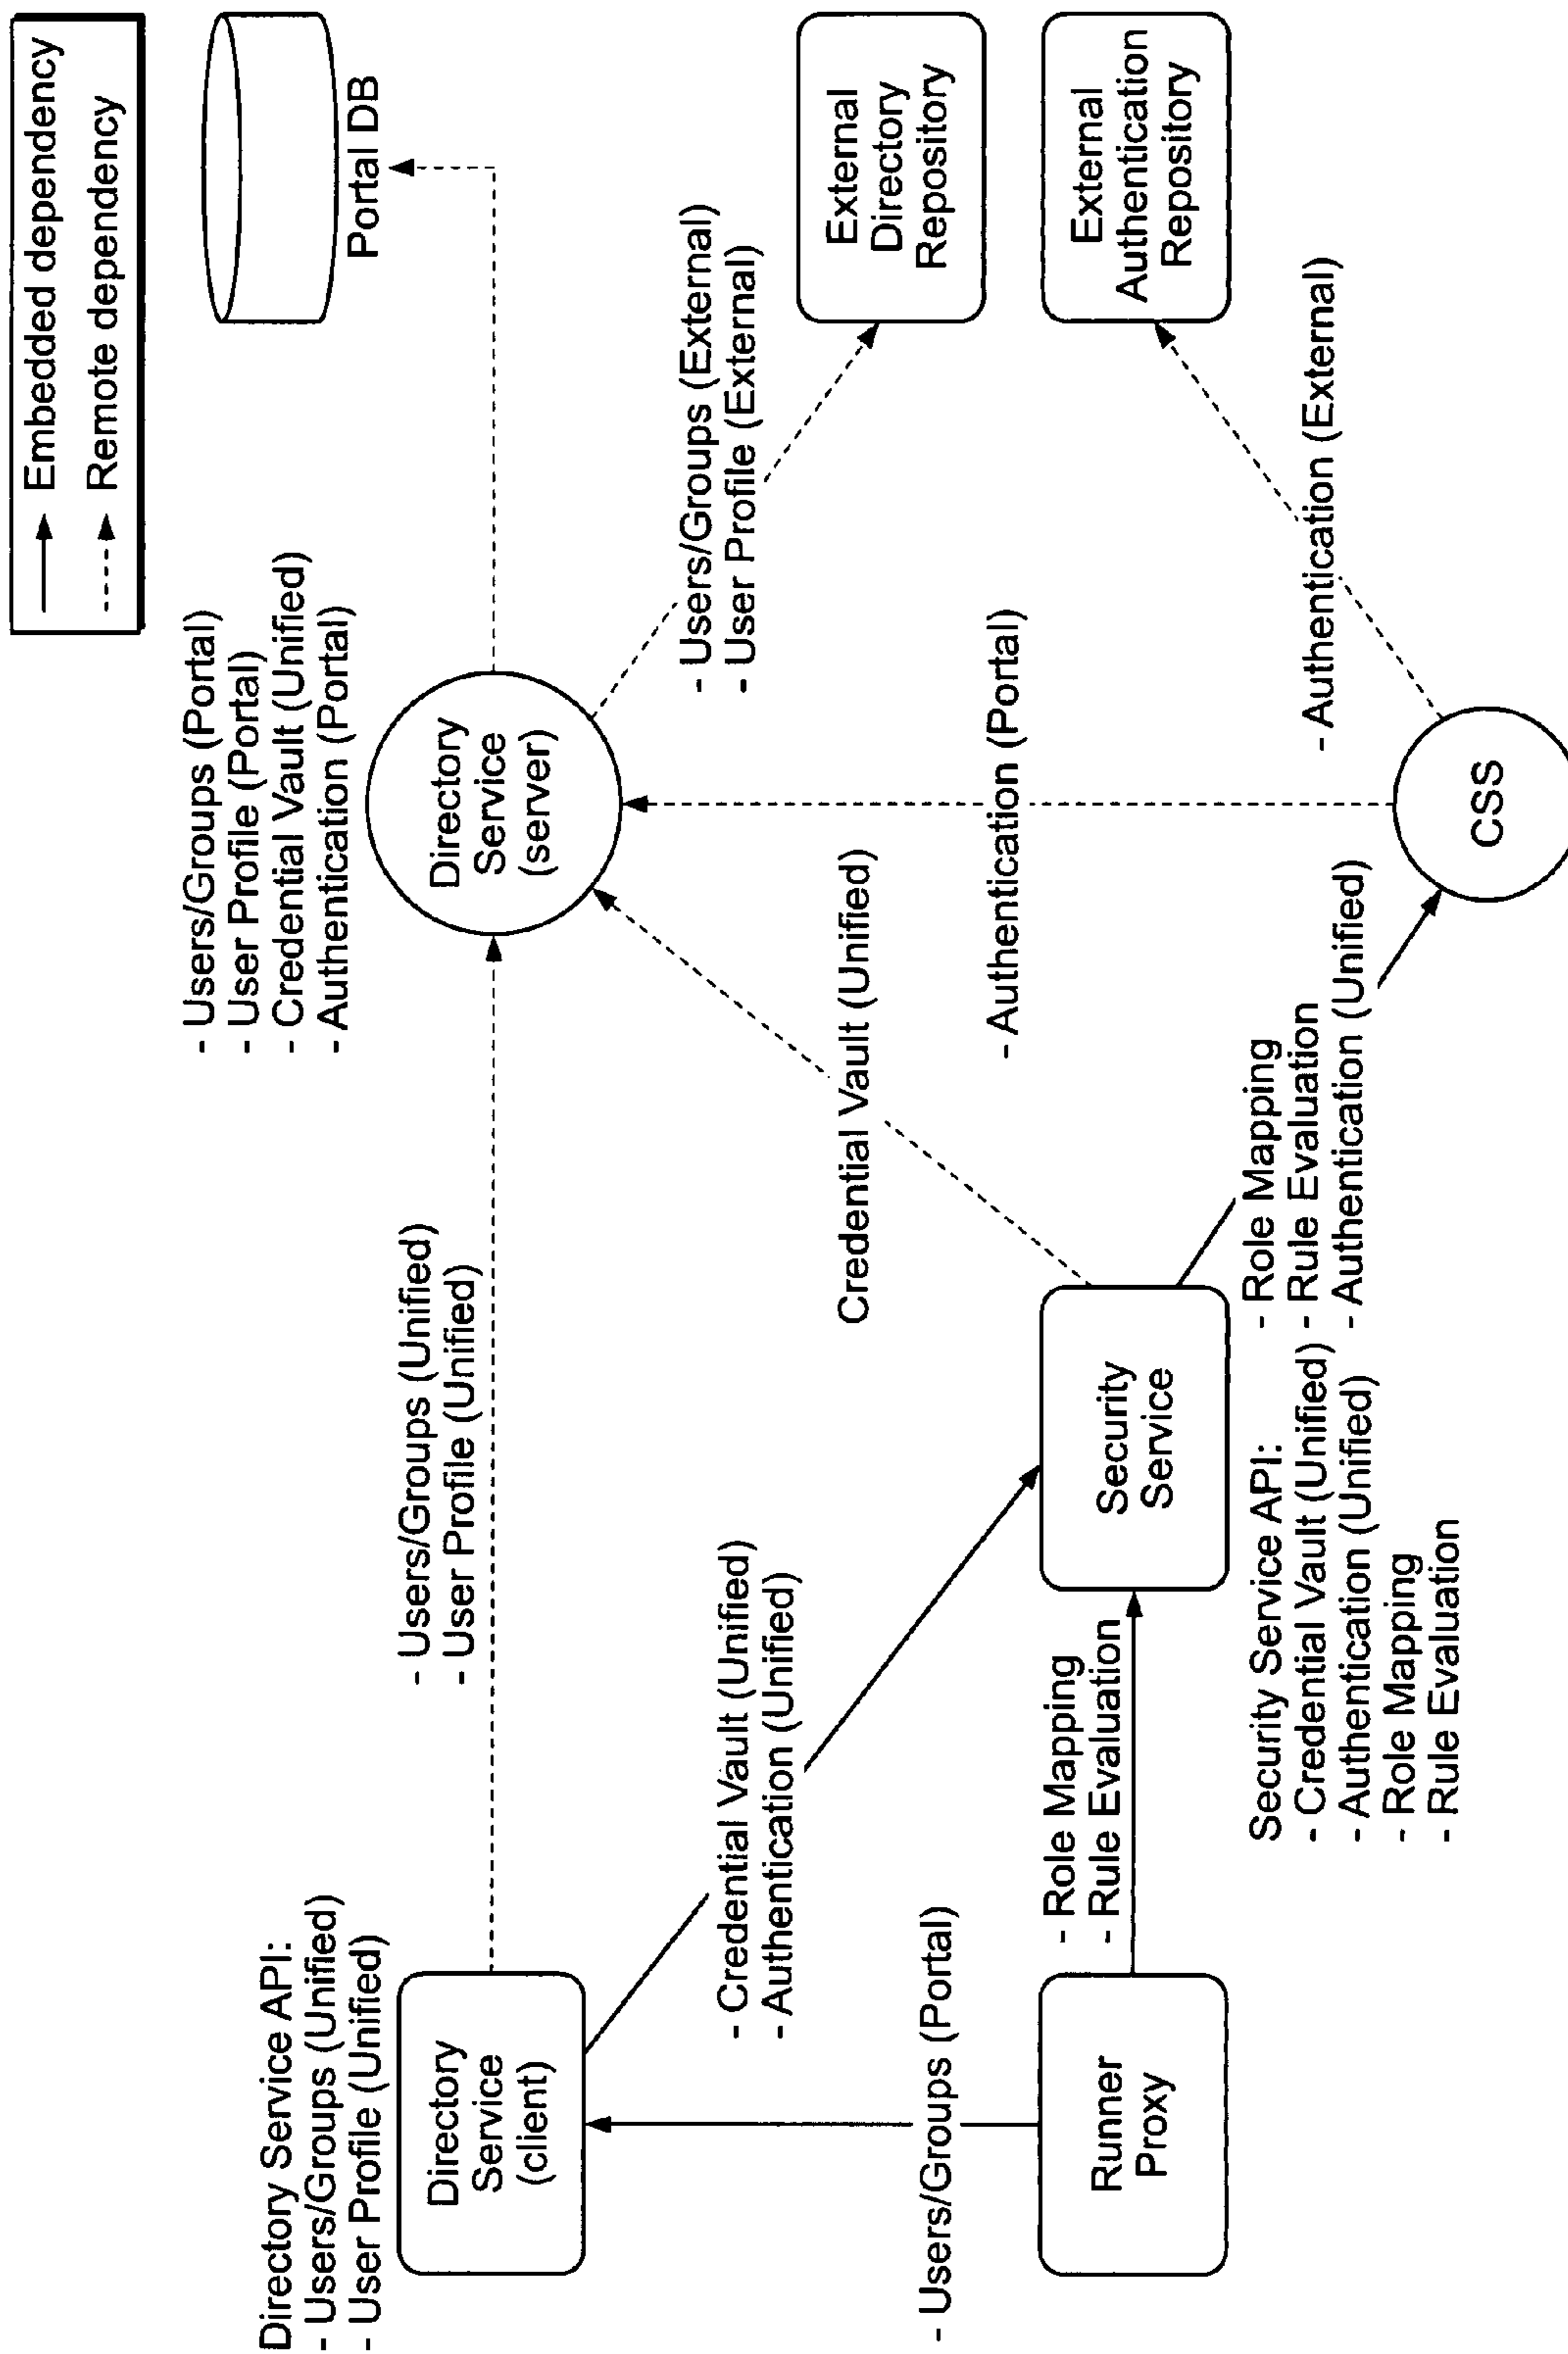 Embedded dependency
Remote dependency
Directory Service API:
- Users/Groups (Unified)
- User Profile (Unified)
Directory
Service
(client)
- Users/Groups (Unified)
- User Profile (Unified)
- Users/Groups (Portal)
- User Profile (Portal)
- Credential Vault (Unified)
- Authentication (Portal)
Directory
Service
(server)
Portal DB
- Credential Vault (Unified)
- Authentication (Unified)
Credential Vault (Unified)
- Users/Groups (External)
- User Profile (External)
External
Directory
Repository
- Users/Groups (Portal)
- Authentication (Portal)
Runner
Proxy
- Role Mapping
- Rule Evaluation
Security
Service
External
Authentication
Repository
Security Service API:
- Credential Vault (Unified)
- Authentication (Unified)
- Role Mapping
- Rule Evaluation
- Role Mapping
- Rule Evaluation
- Authentication (Unified)
- Authentication (External)
CSS